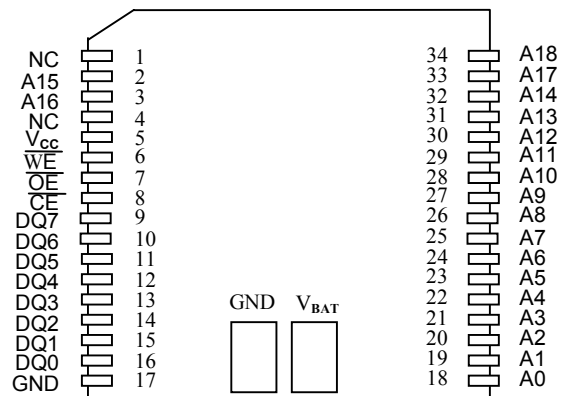 NC 1 34 A18
A15 2 33 A17
A16 3 32 A14
NC 4 31 A13
VCC 5 30 A12
WE 6 29 A11
OE 7 28 A10
CE 8 27 A9
DQ7 9 26 A8
DQ6 10 25 A7
DQ5 11 24 A6
DQ4 12 23 A5
DQ3 13 22 A4
DQ2 14 GND VBAT 21 A3
DQ1 15 20 A2
DQ0 16 19 A1
GND 17 18 A0